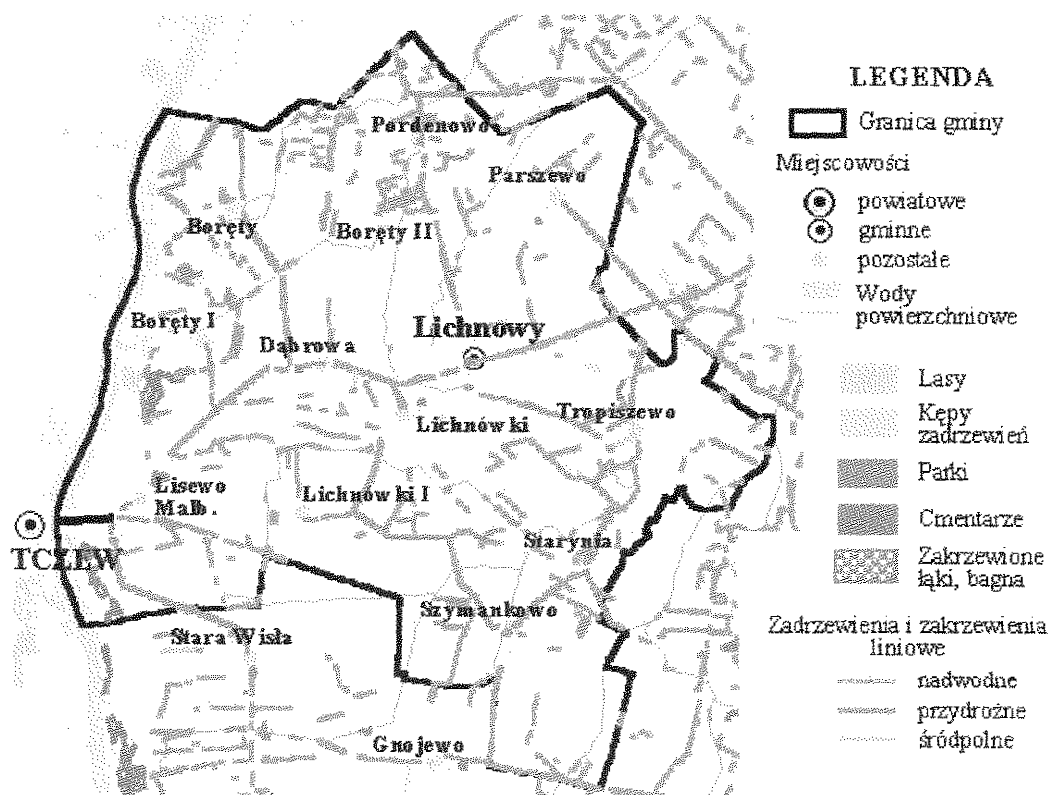 LEGENDA
Granica gminy
Miejscowości
powiatowe
gminne
pozostałe
Wody
powierzchniowe
Lasy
Kępy
zadrzewień
Parki
Cmentarze
Zakrzewione
łąki, bagna
Zadrzewienia i zakrzewienia
liniowe
nadwodne
przydrożne
śródpolne
Pordenowo
Parszewo
Boręty
Boręty II
Boręty I
Lichnowy
Dąbrowa
Tropiszewo
Lichnówki
Lisewo
Malb.
Lichnówki I
TCZEW
Starynia
Szymankowo
Stara Wisła
Gnojewo